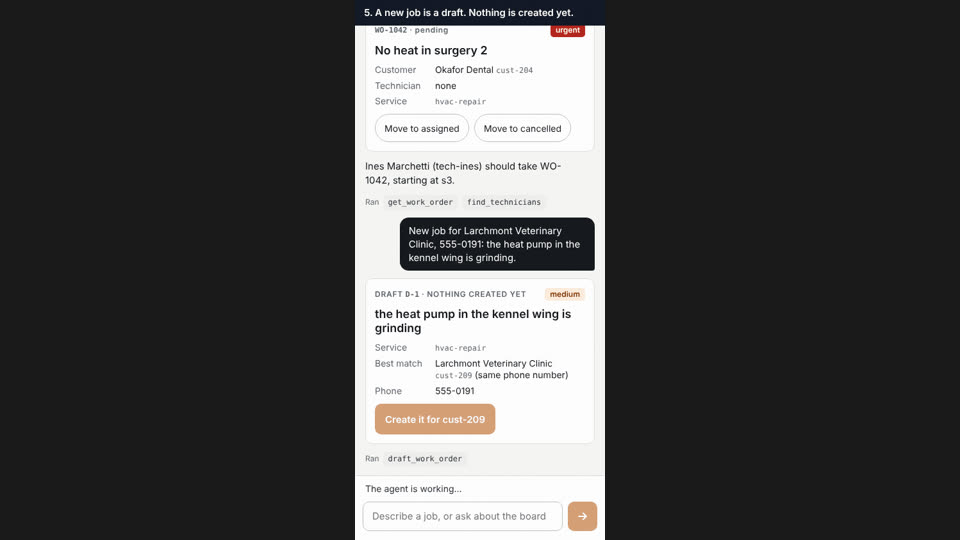 5. A new job is a draft. Nothing is created yet.
WO-1042 · pending
urgent
No heat in surgery 2
Customer Okafor Dental cust-204
Technician none
Service hvac-repair
Move to assigned Move to cancelled
Ines Marchetti (tech-ines) should take WO-
1042, starting at s3.
Ran get_work_order find_technicians
New job for Larchmont Veterinary
Clinic, 555-0191: the heat pump in the
kennel wing is grinding.
DRAFT D-1 · NOTHING CREATED YET medium
the heat pump in the kennel wing is
grinding
Service hvac-repair
Best match Larchmont Veterinary Clinic
cust-209 (same phone number)
Phone 555-0191
Create it for cust-209
Ran draft_work_order
The agent is working...
Describe a job, or ask about the board